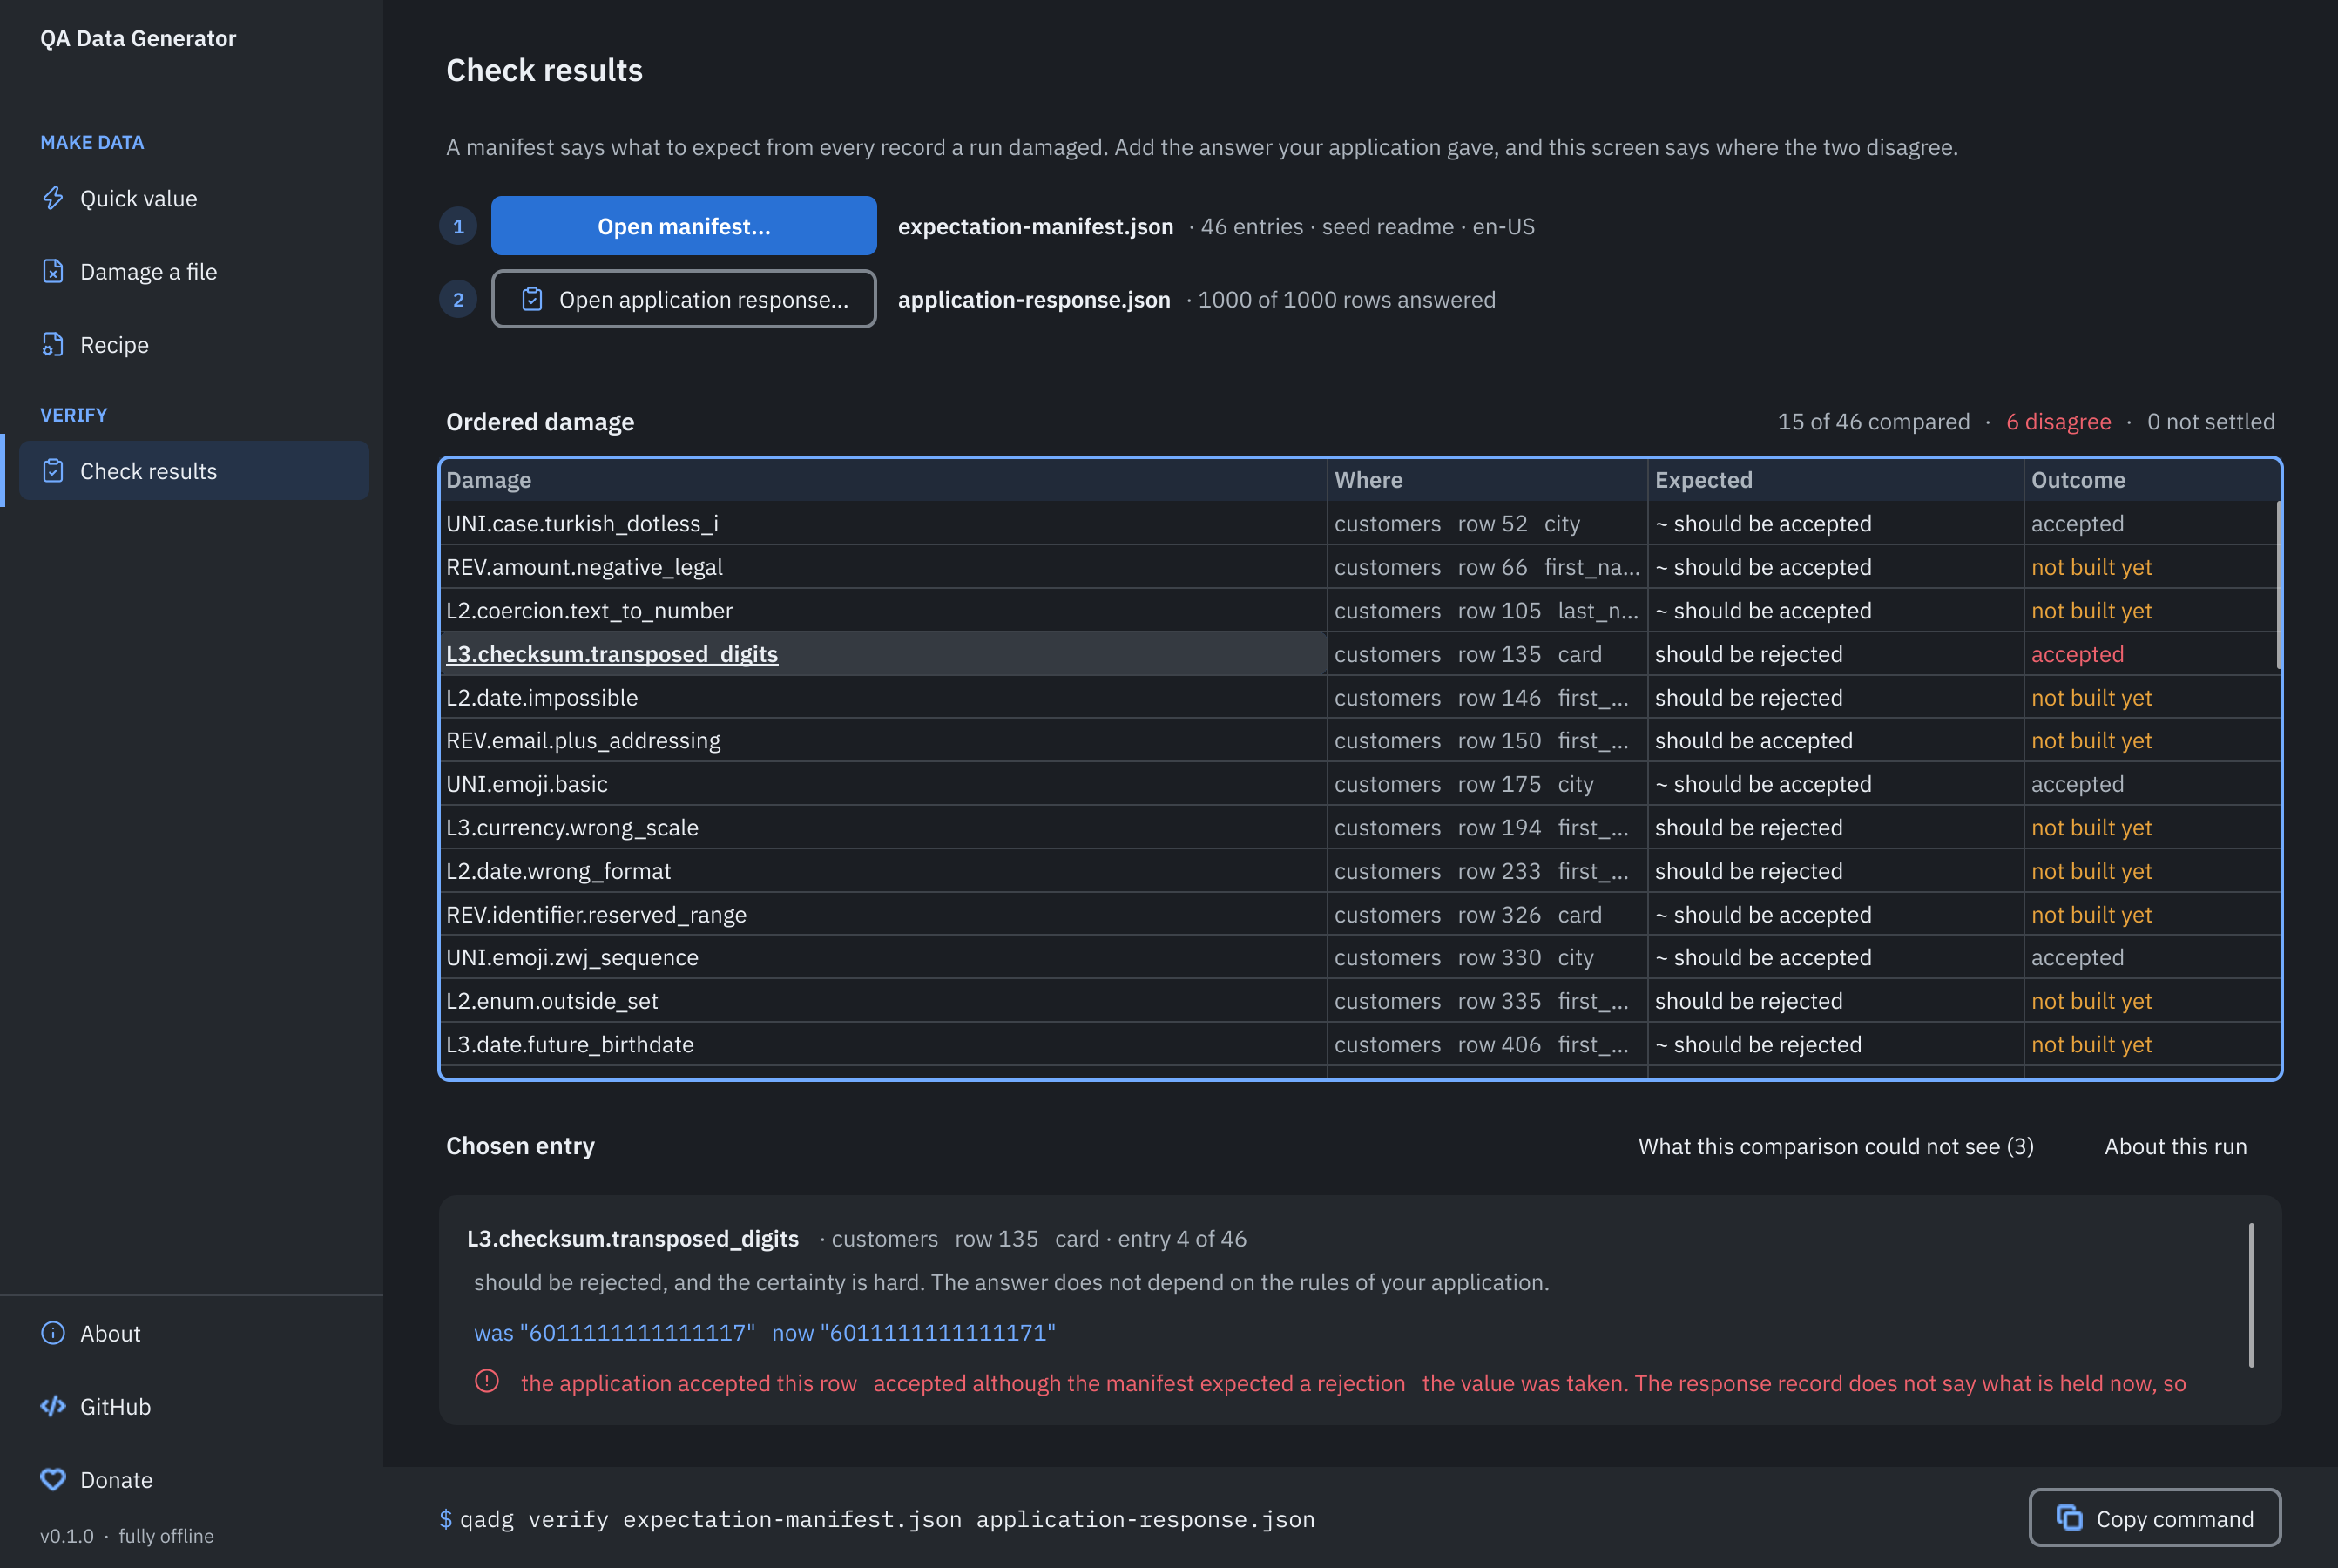 QA Data Generator
MAKE DATA
Quick value
Damage a file
Recipe
VERIFY
Check results
About
GitHub
Donate
v0.1.0 · fully offline
Check results
A manifest says what to expect from every record a run damaged. Add the answer your application gave, and this screen says where the two disagree.
1 Open manifest... expectation-manifest.json · 46 entries · seed readme · en-US
2 Open application response... application-response.json · 1000 of 1000 rows answered
Ordered damage 15 of 46 compared · 6 disagree · 0 not settled
Damage Where Expected Outcome
UNI.case.turkish_dotless_i customers row 52 city ~ should be accepted accepted
REV.amount.negative_legal customers row 66 first_na... ~ should be accepted not built yet
L2.coercion.text_to_number customers row 105 last_n... ~ should be accepted not built yet
L3.checksum.transposed_digits customers row 135 card should be rejected accepted
L2.date.impossible customers row 146 first_... should be rejected not built yet
REV.email.plus_addressing customers row 150 first_... should be accepted not built yet
UNI.emoji.basic customers row 175 city ~ should be accepted accepted
L3.currency.wrong_scale customers row 194 first_... should be rejected not built yet
L2.date.wrong_format customers row 233 first_... should be rejected not built yet
REV.identifier.reserved_range customers row 326 card ~ should be accepted not built yet
UNI.emoji.zwj_sequence customers row 330 city ~ should be accepted accepted
L2.enum.outside_set customers row 335 first_... should be rejected not built yet
L3.date.future_birthdate customers row 406 first_... ~ should be rejected not built yet
Chosen entry What this comparison could not see (3) About this run
L3.checksum.transposed_digits · customers row 135 card · entry 4 of 46
should be rejected, and the certainty is hard. The answer does not depend on the rules of your application.
was "6011111111111117" now "6011111111111171"
the application accepted this row accepted although the manifest expected a rejection the value was taken. The response record does not say what is held now, so
$ qadg verify expectation-manifest.json application-response.json Copy command